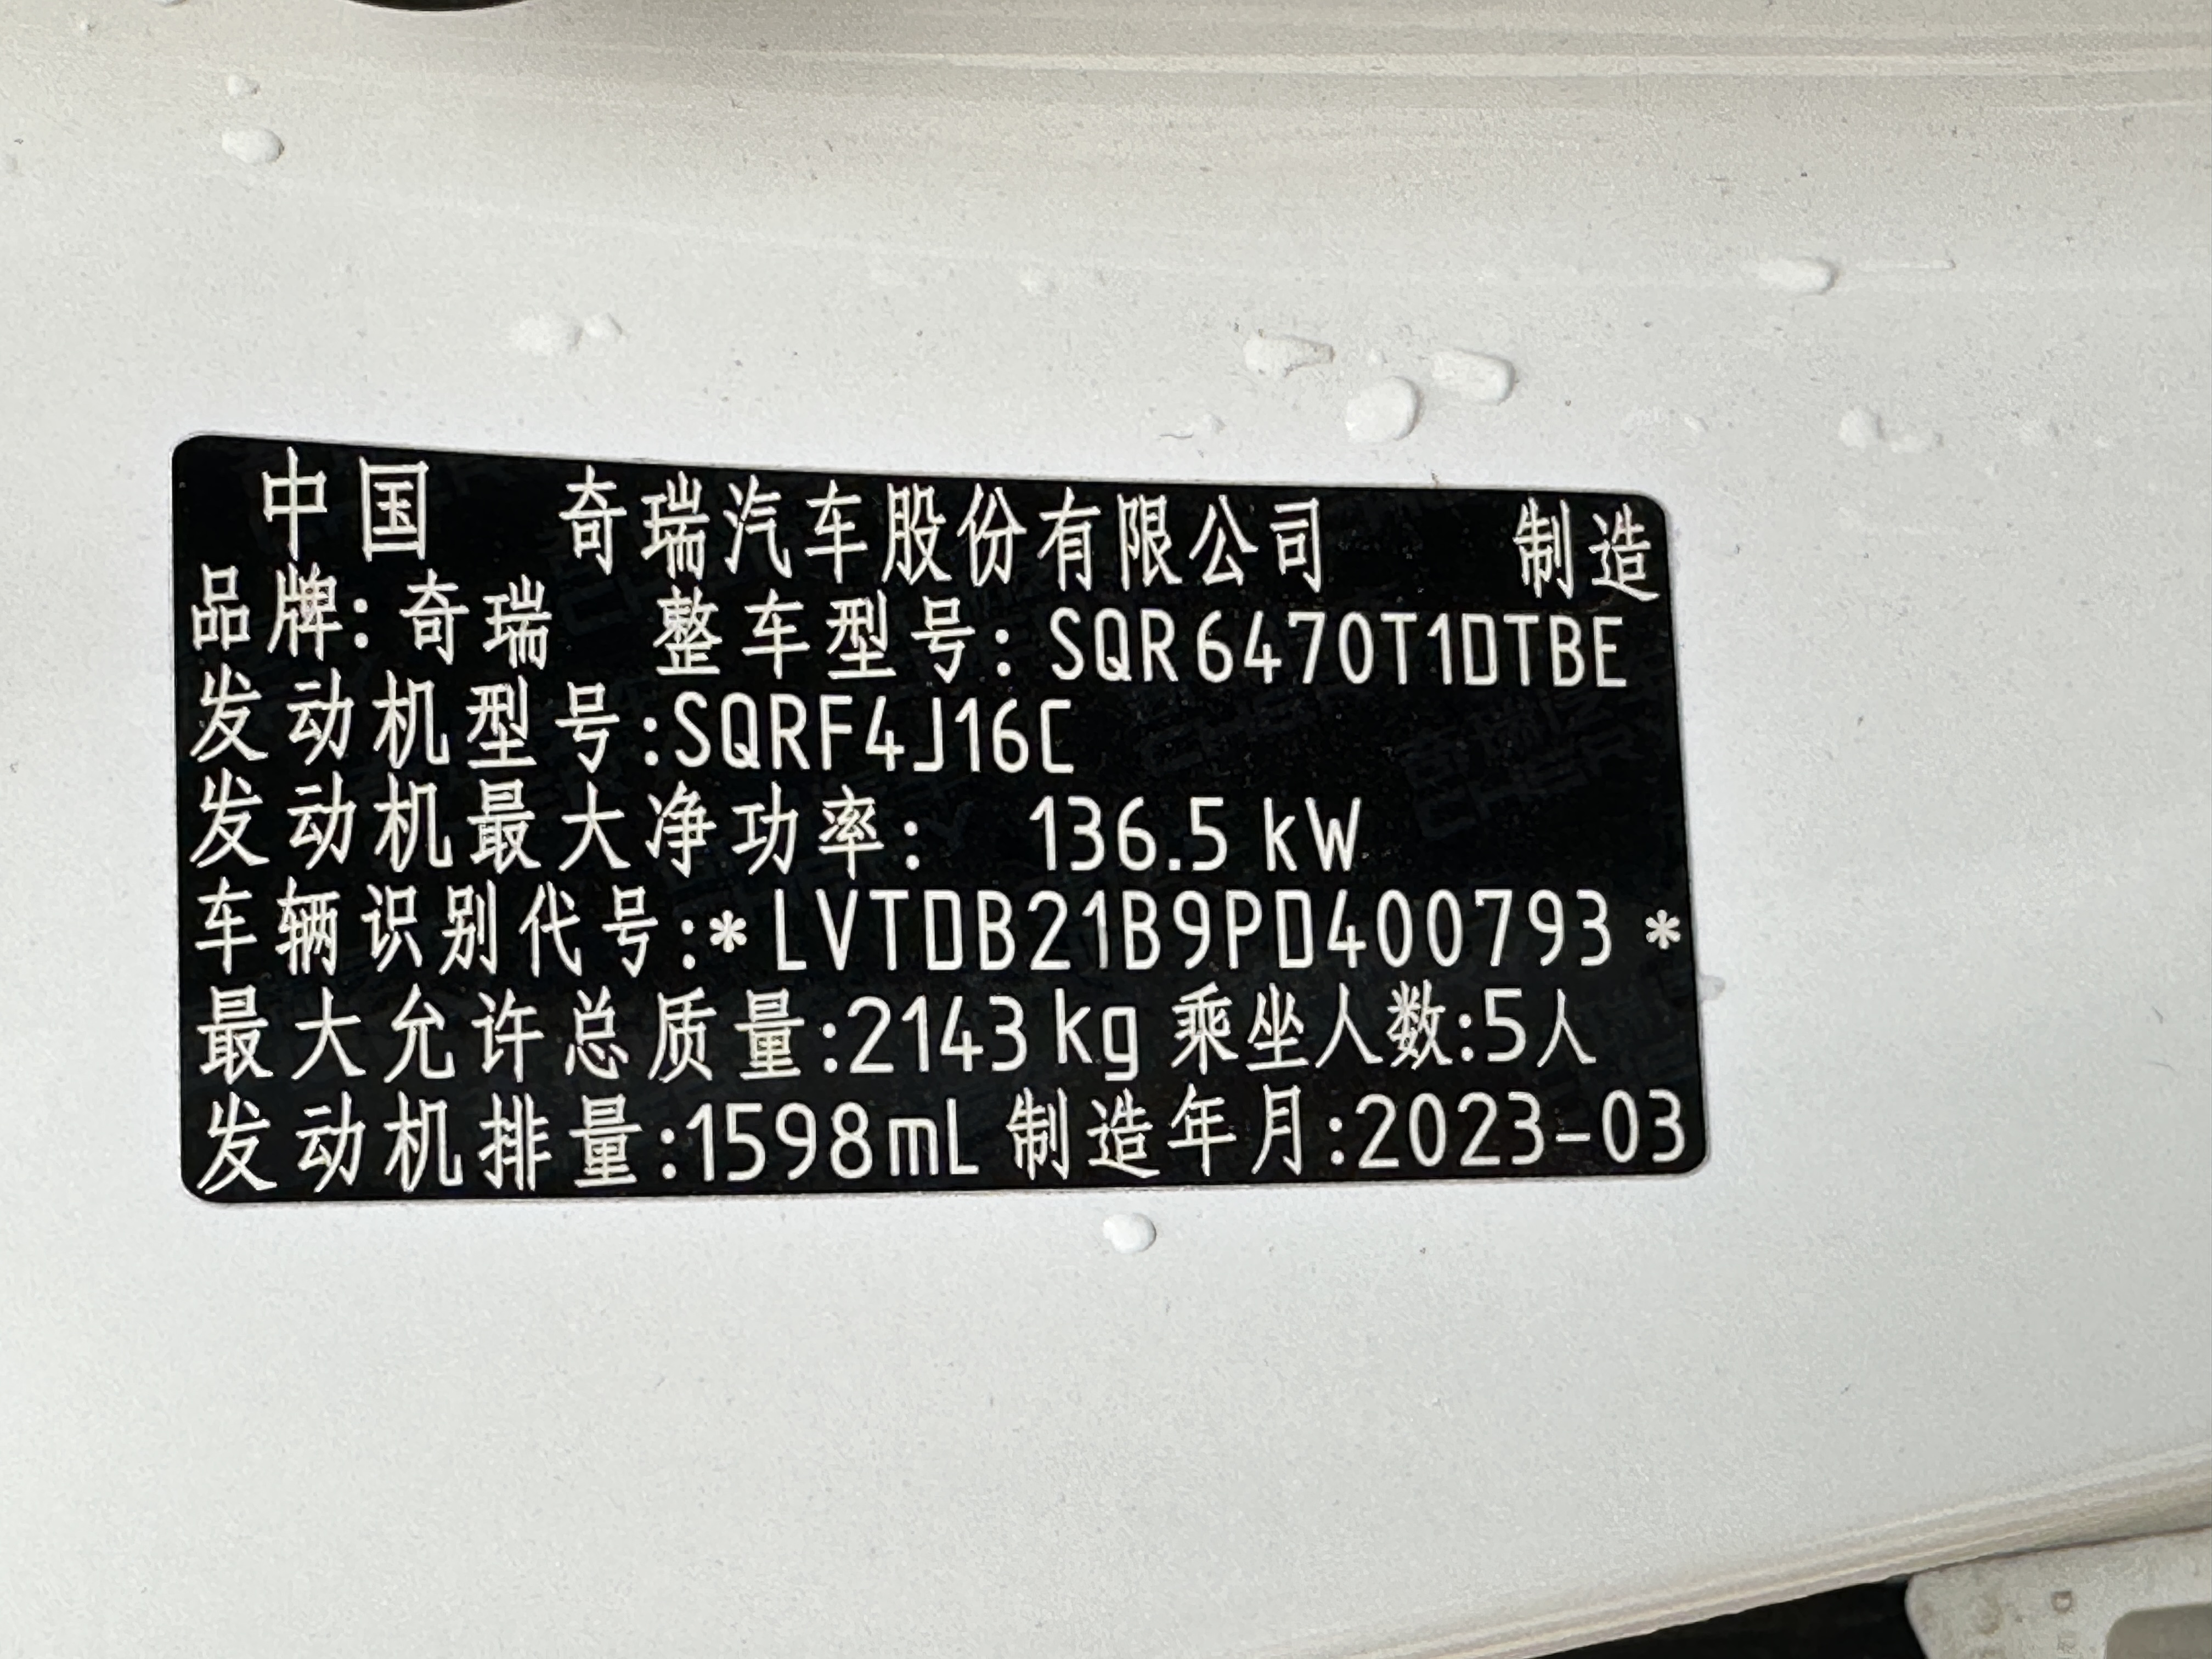 中国 奇瑞汽车股份有限公司 制造
品牌：奇瑞 整车型号：SQR6470T1DTBE
发动机型号:SQRF4J16C
发动机最大净功率： 136.5 kW
车辆识别代号:*LVTDB21B9PD400793*
最大允许总质量:2143kg 乘坐人数:5人
发动机排量:1598mL 制造年月:2023-03